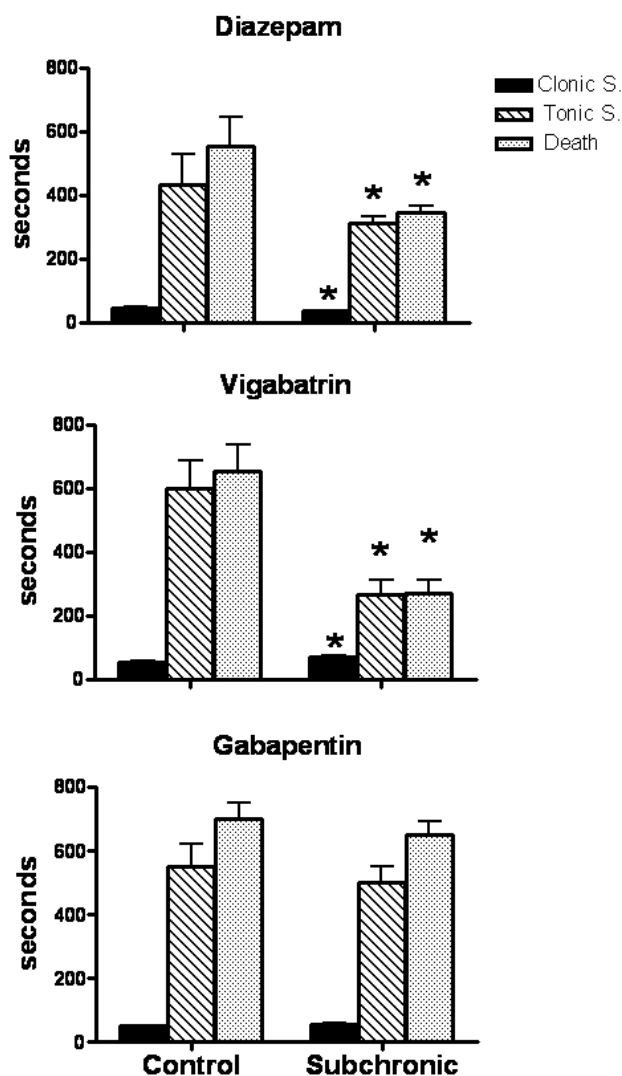 Diazepam
800
600
400
200
0
seconds
*
*
*
Clonic S.
Tonic S.
Death
Vigabatrin
800
600
400
200
0
seconds
*
*
*
Gabapentin
800
600
400
200
0
seconds
Control
Subchronic